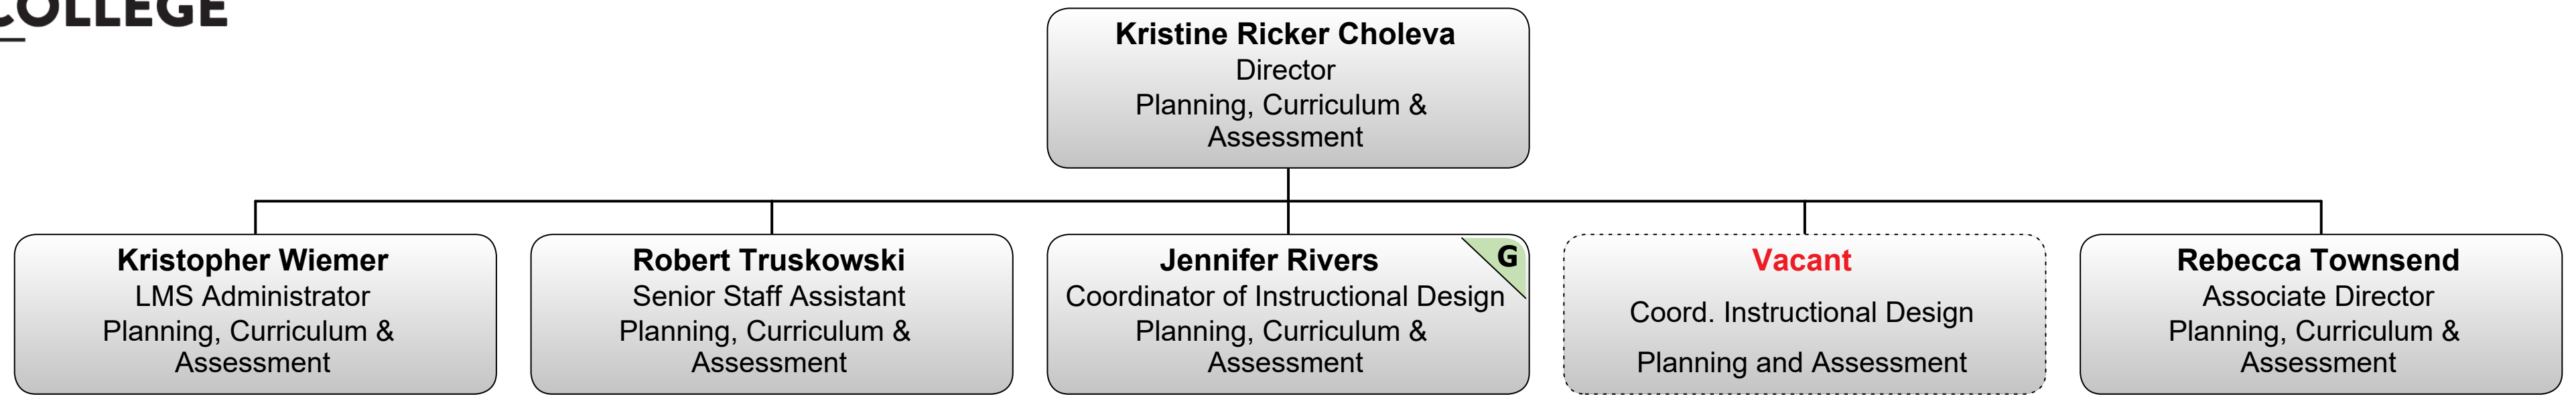 COLLEGE
Kristine Ricker Choleva
Director
Planning, Curriculum &
Assessment
Kristopher Wiemer
LMS Administrator
Planning, Curriculum &
Assessment
Robert Truskowski
Senior Staff Assistant
Planning, Curriculum &
Assessment
Jennifer Rivers
G
Coordinator of Instructional Design
Planning, Curriculum &
Assessment
Vacant
Coord. Instructional Design
Planning and Assessment
Rebecca Townsend
Associate Director
Planning, Curriculum &
Assessment